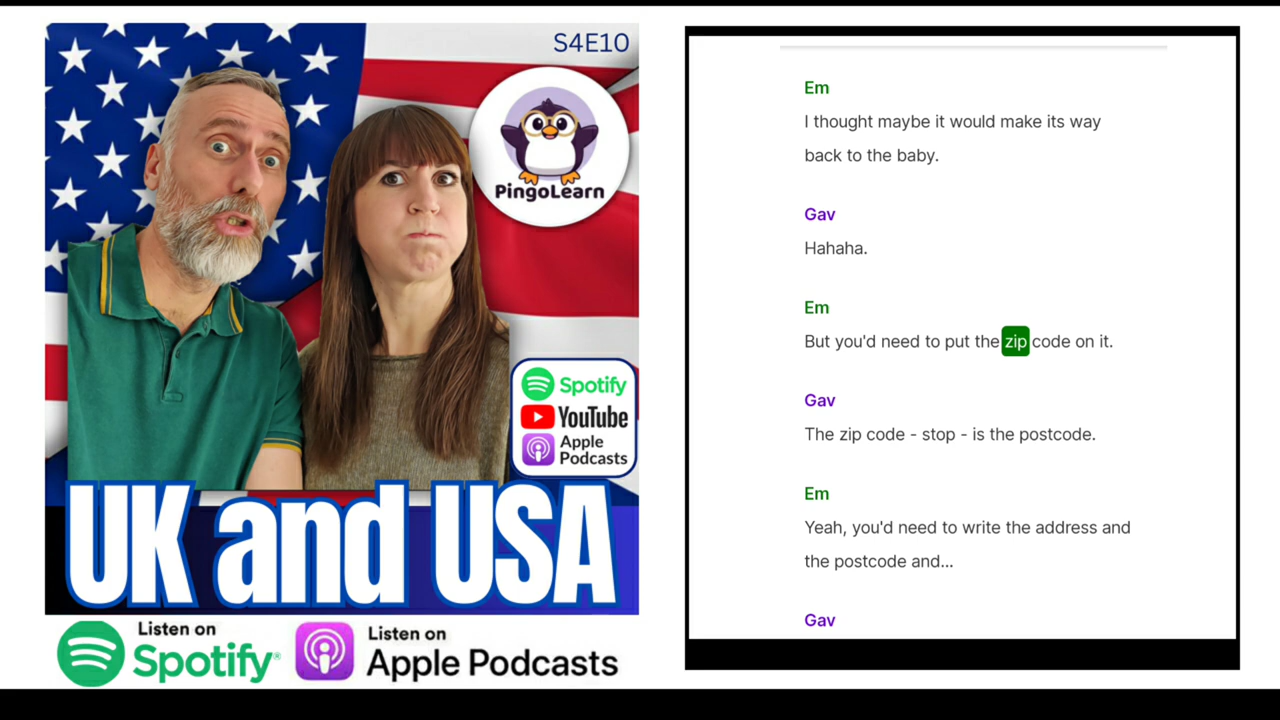 S4E10
PingoLearn
Spotify
YouTube
Apple
Podcasts
UK and USA
Listen on
Spotify
Listen on
Apple Podcasts
Em
I thought maybe it would make its way
back to the baby.
Gav
Hahaha.
Em
But you'd need to put the zip code on it.
Gav
The zip code - stop - is the postcode.
Em
Yeah, you'd need to write the address and
the postcode and...
Gav